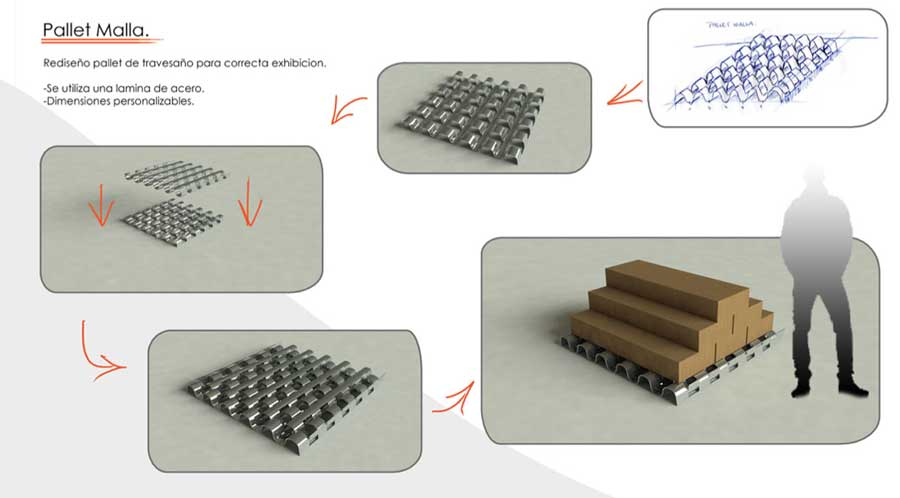 Pallet Malla.
Rediseño pallet de travesaño para correcta exhibicion.
-Se utiliza una lamina de acero.
-Dimensiones personalizables.
PALLET MALLA.